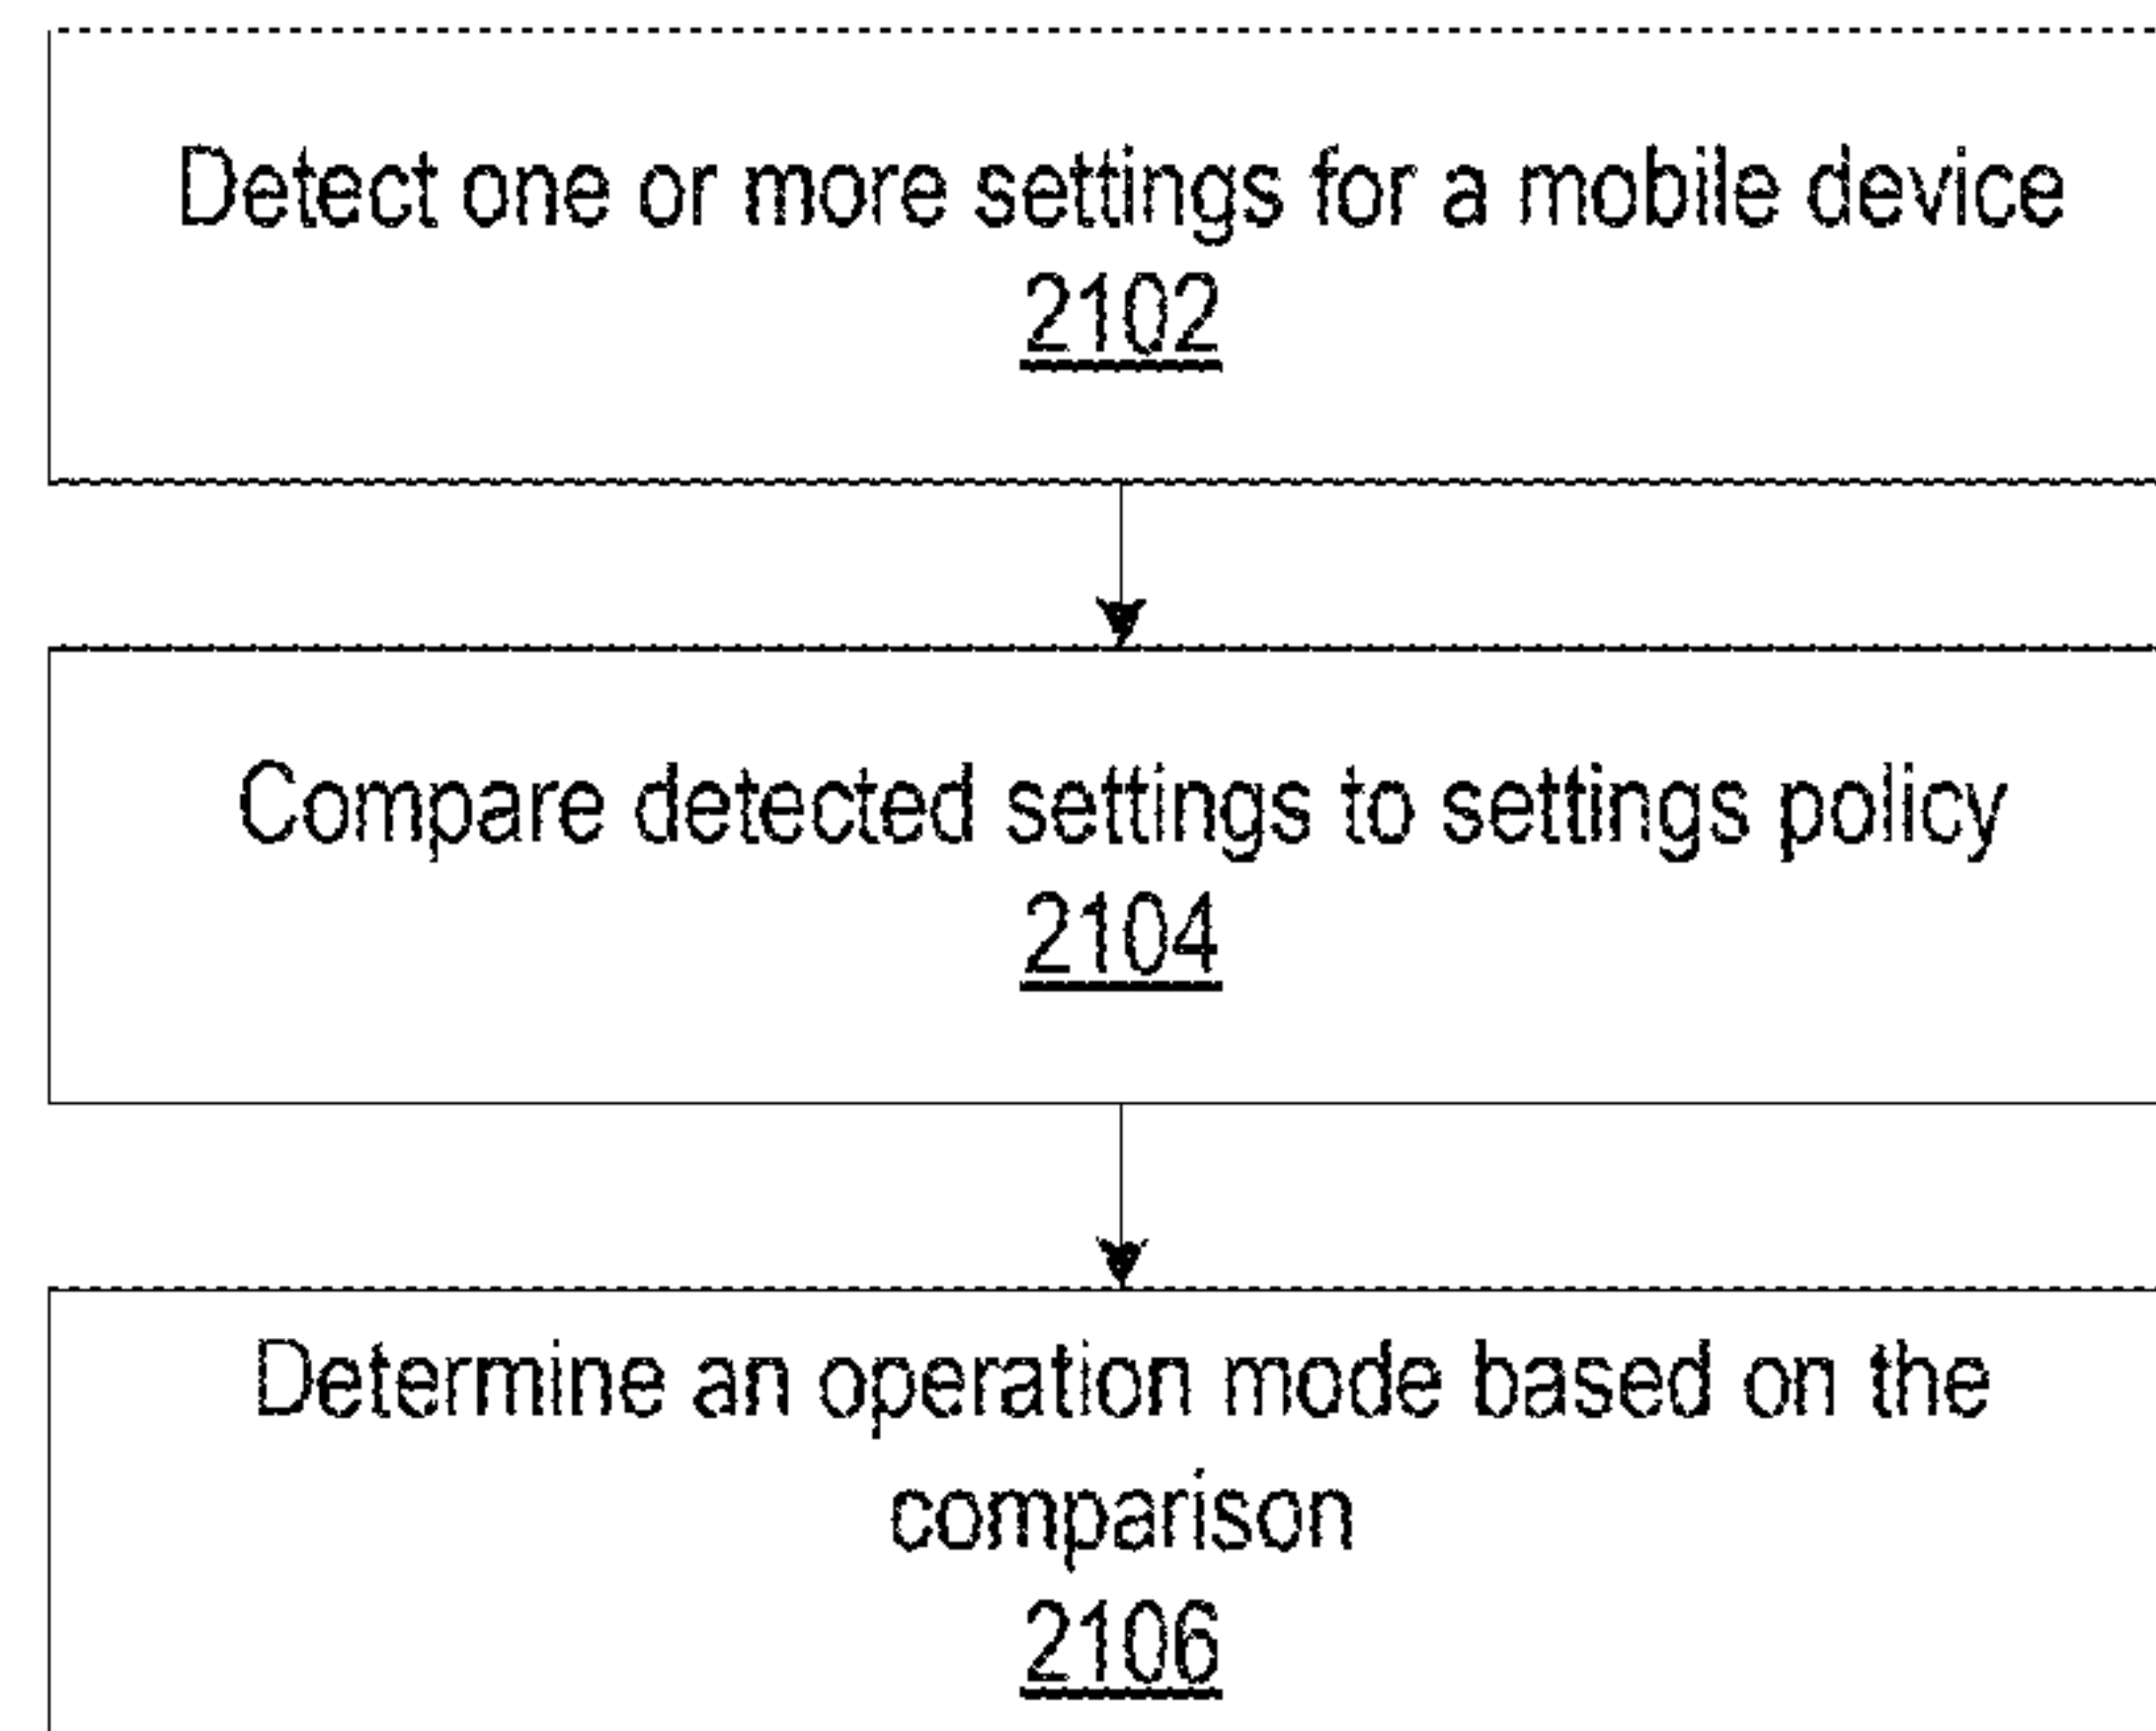 Detect one or more settings for a mobile device
2102
Compare detected settings to settings policy
2104
Determine an operation mode based on the
comparison
2106